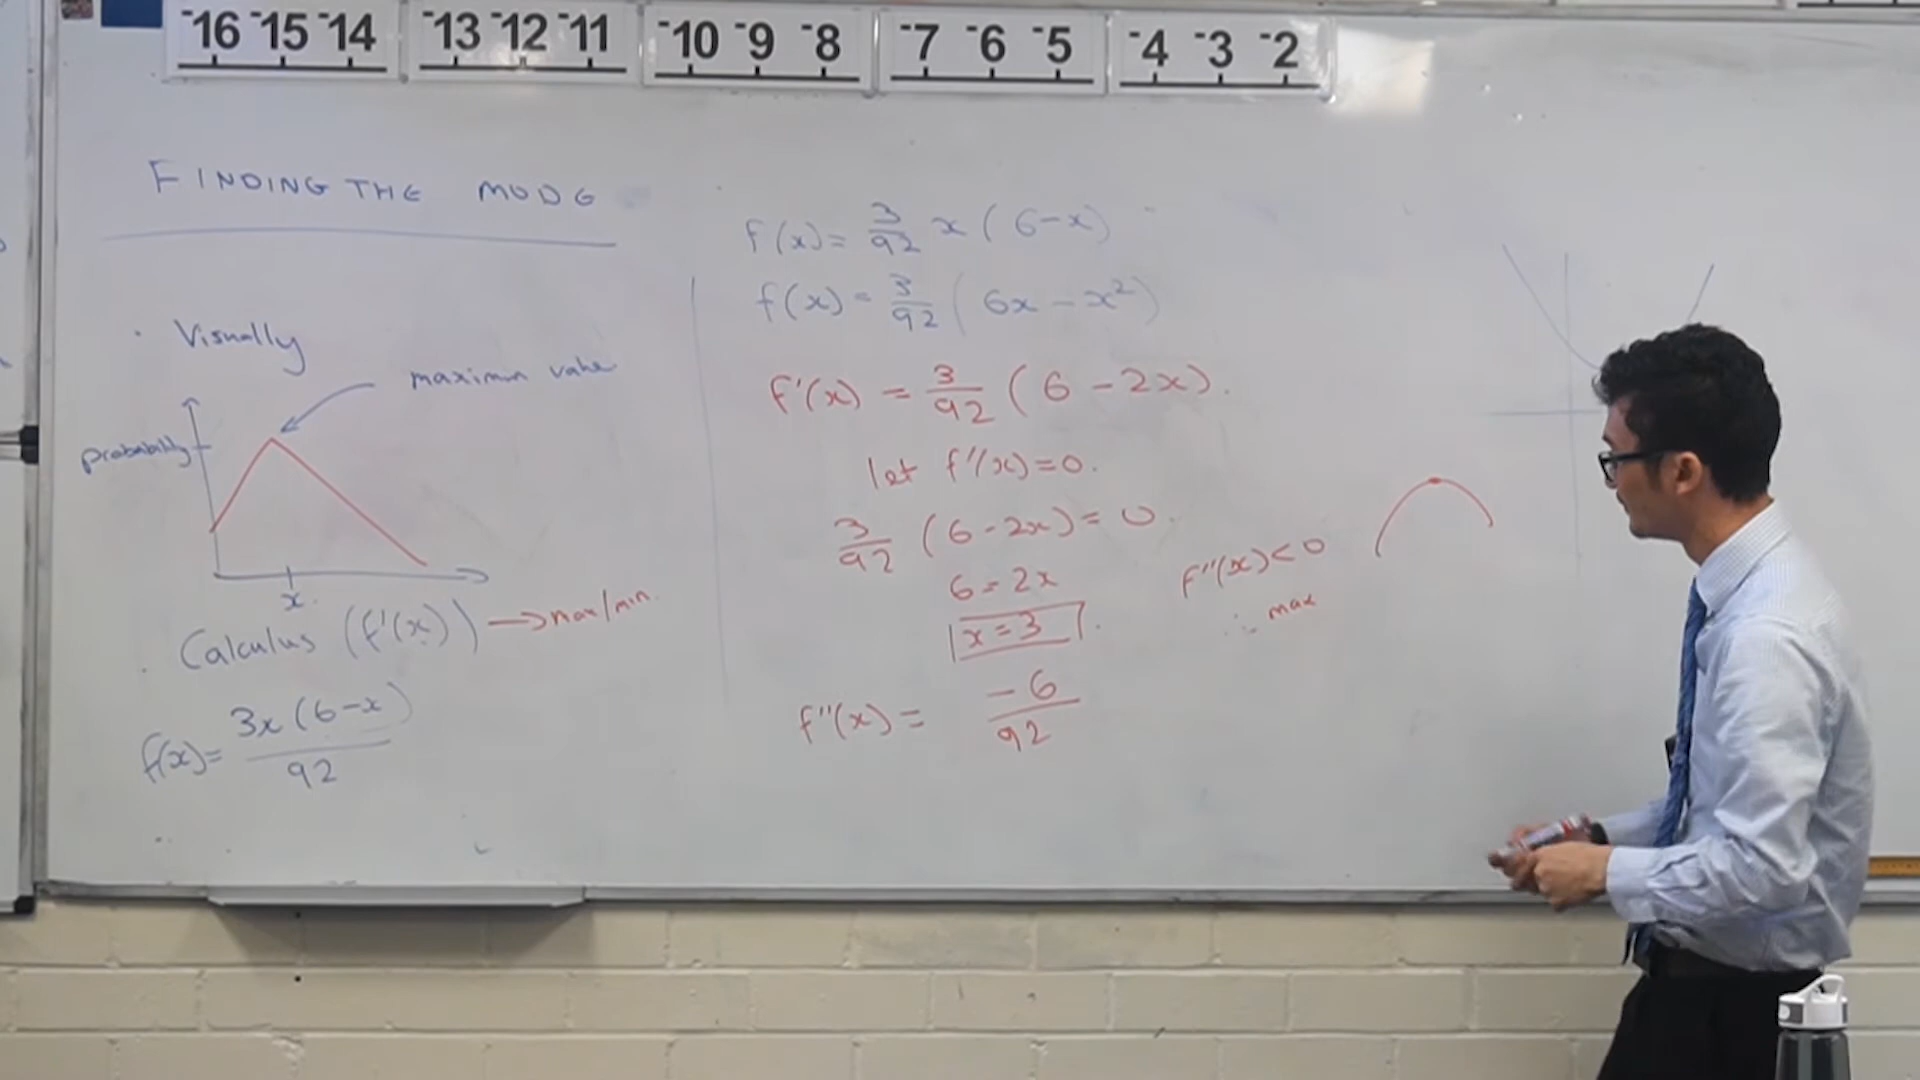 -16 -15 -14 -13 -12 -11 -10 -9 -8 -7 -6 -5 -4 -3 -2
FINDING THE MODE
· Visually
maximum value
probability
x
· Calculus (f'(x)) → max/min
f(x)= 3x(6-x)/92
f(x)= 3/92 x(6-x)
f(x)= 3/92 (6x-x²)
f'(x) = 3/92 (6-2x).
let f'(x)=0.
3/92 (6-2x)=0
6=2x
x=3
f''(x)= -6/92
f''(x)<0
∴ max